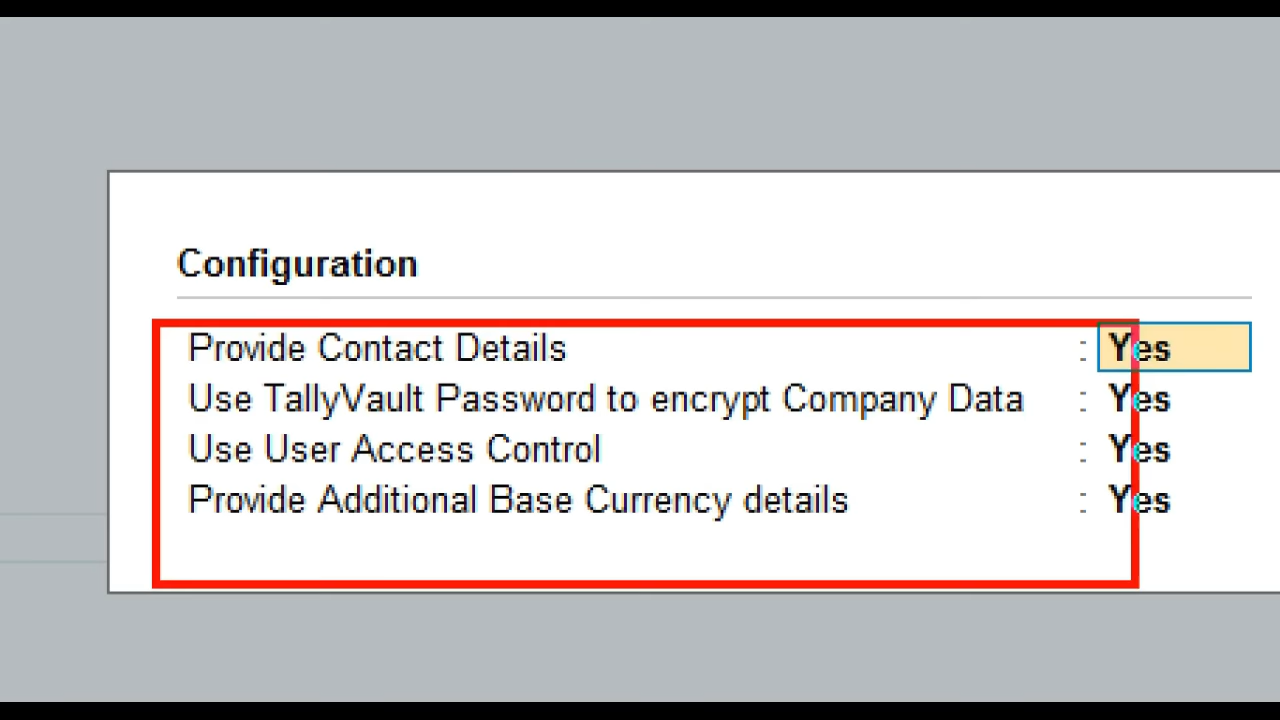 Configuration
Provide Contact Details : Yes
Use TallyVault Password to encrypt Company Data : Yes
Use User Access Control : Yes
Provide Additional Base Currency details : Yes